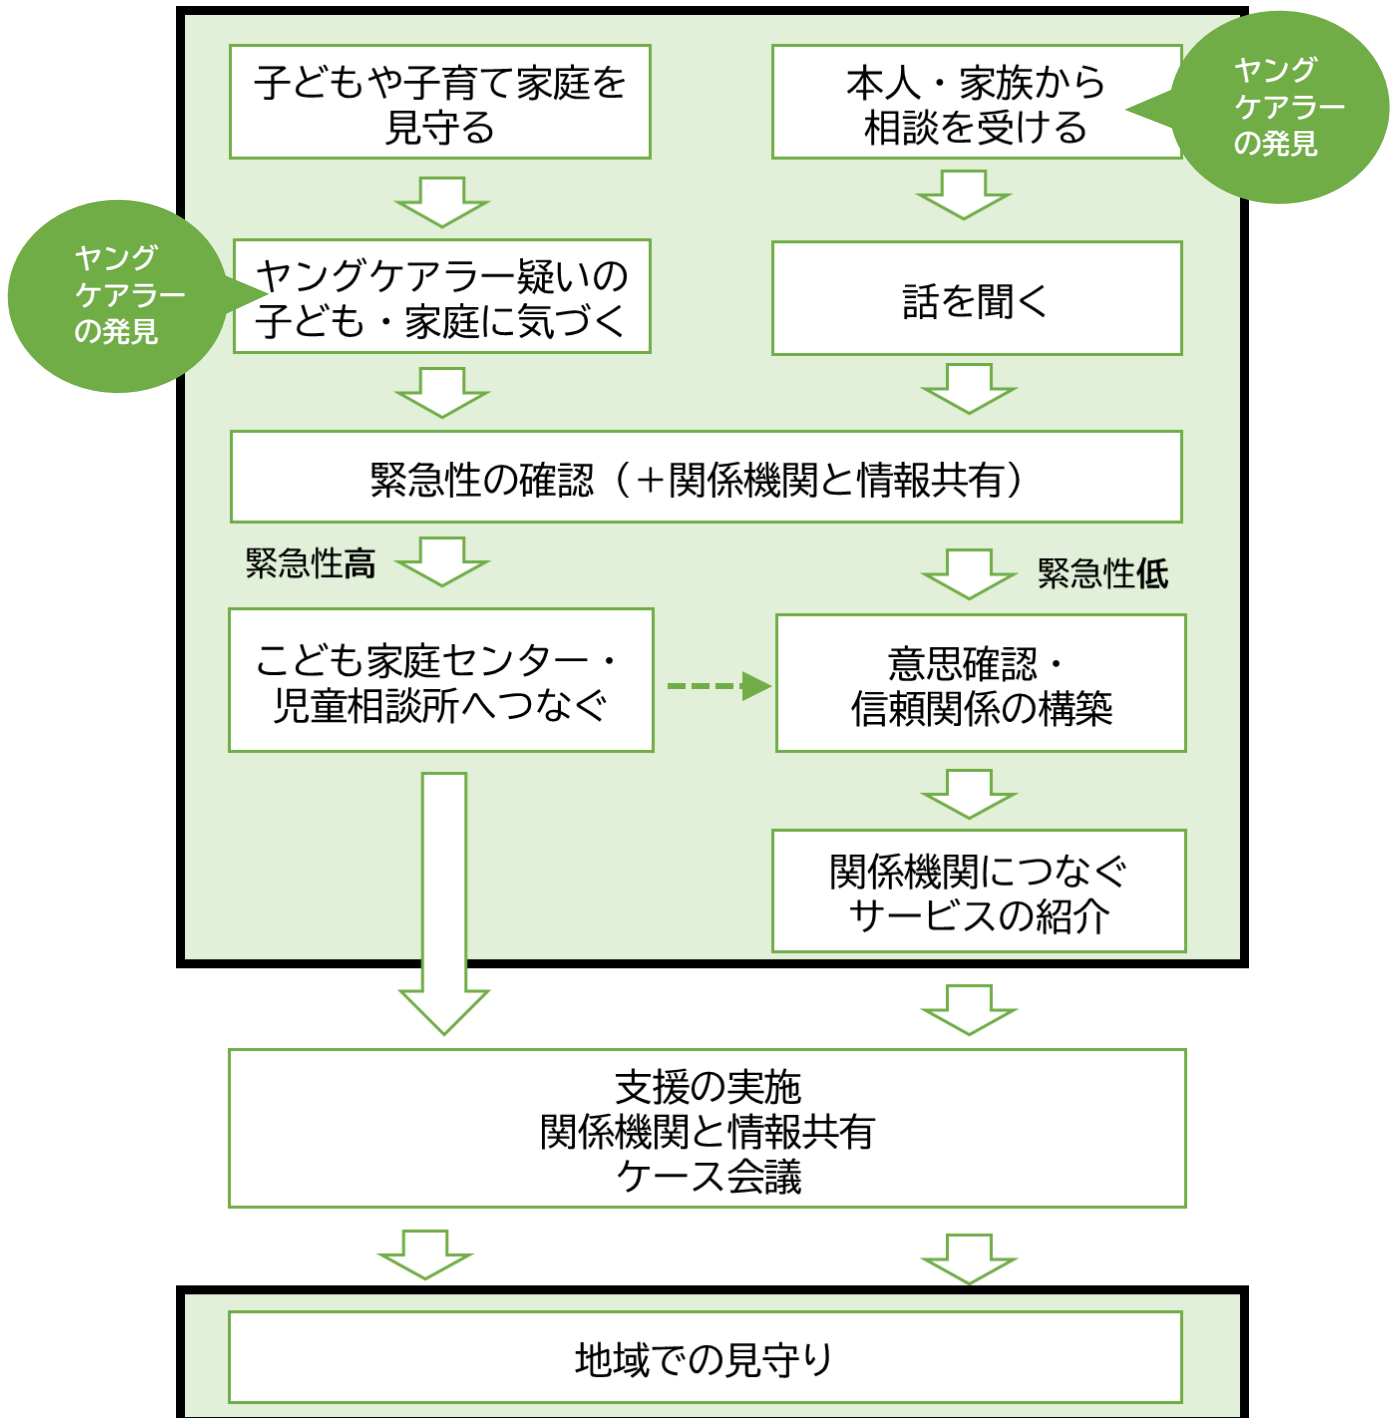 子どもや子育て家庭を
見守る
本人・家族から
相談を受ける
ヤング
ケアラー
の発見
ヤング
ケアラー
の発見
ヤングケアラー疑いの
子ども・家庭に気づく
話を聞く
緊急性の確認（＋関係機関と情報共有）
緊急性高
緊急性低
こども家庭センター・
児童相談所へつなぐ
意思確認・
信頼関係の構築
関係機関につなぐ
サービスの紹介
支援の実施
関係機関と情報共有
ケース会議
地域での見守り